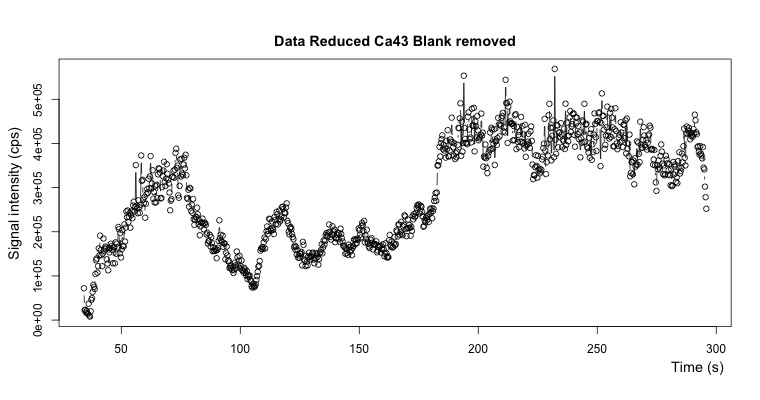 Data Reduced Ca43 Blank removed
Signal intensity (cps)
5e+05
4e+05
3e+05
2e+05
1e+05
0e+00
50 100 150 200 250 300
Time (s)